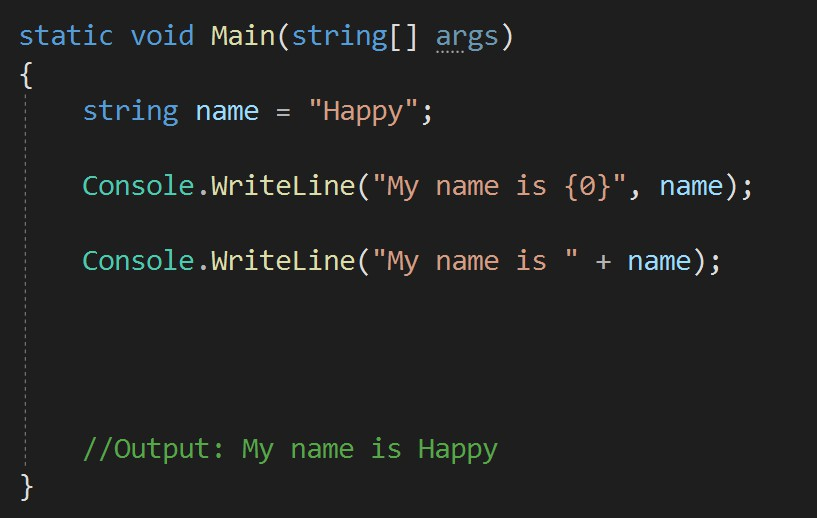 static void Main(string[] args)
{
string name = "Happy";
Console.WriteLine("My name is {0}", name);
Console.WriteLine("My name is " + name);
//Output: My name is Happy
}